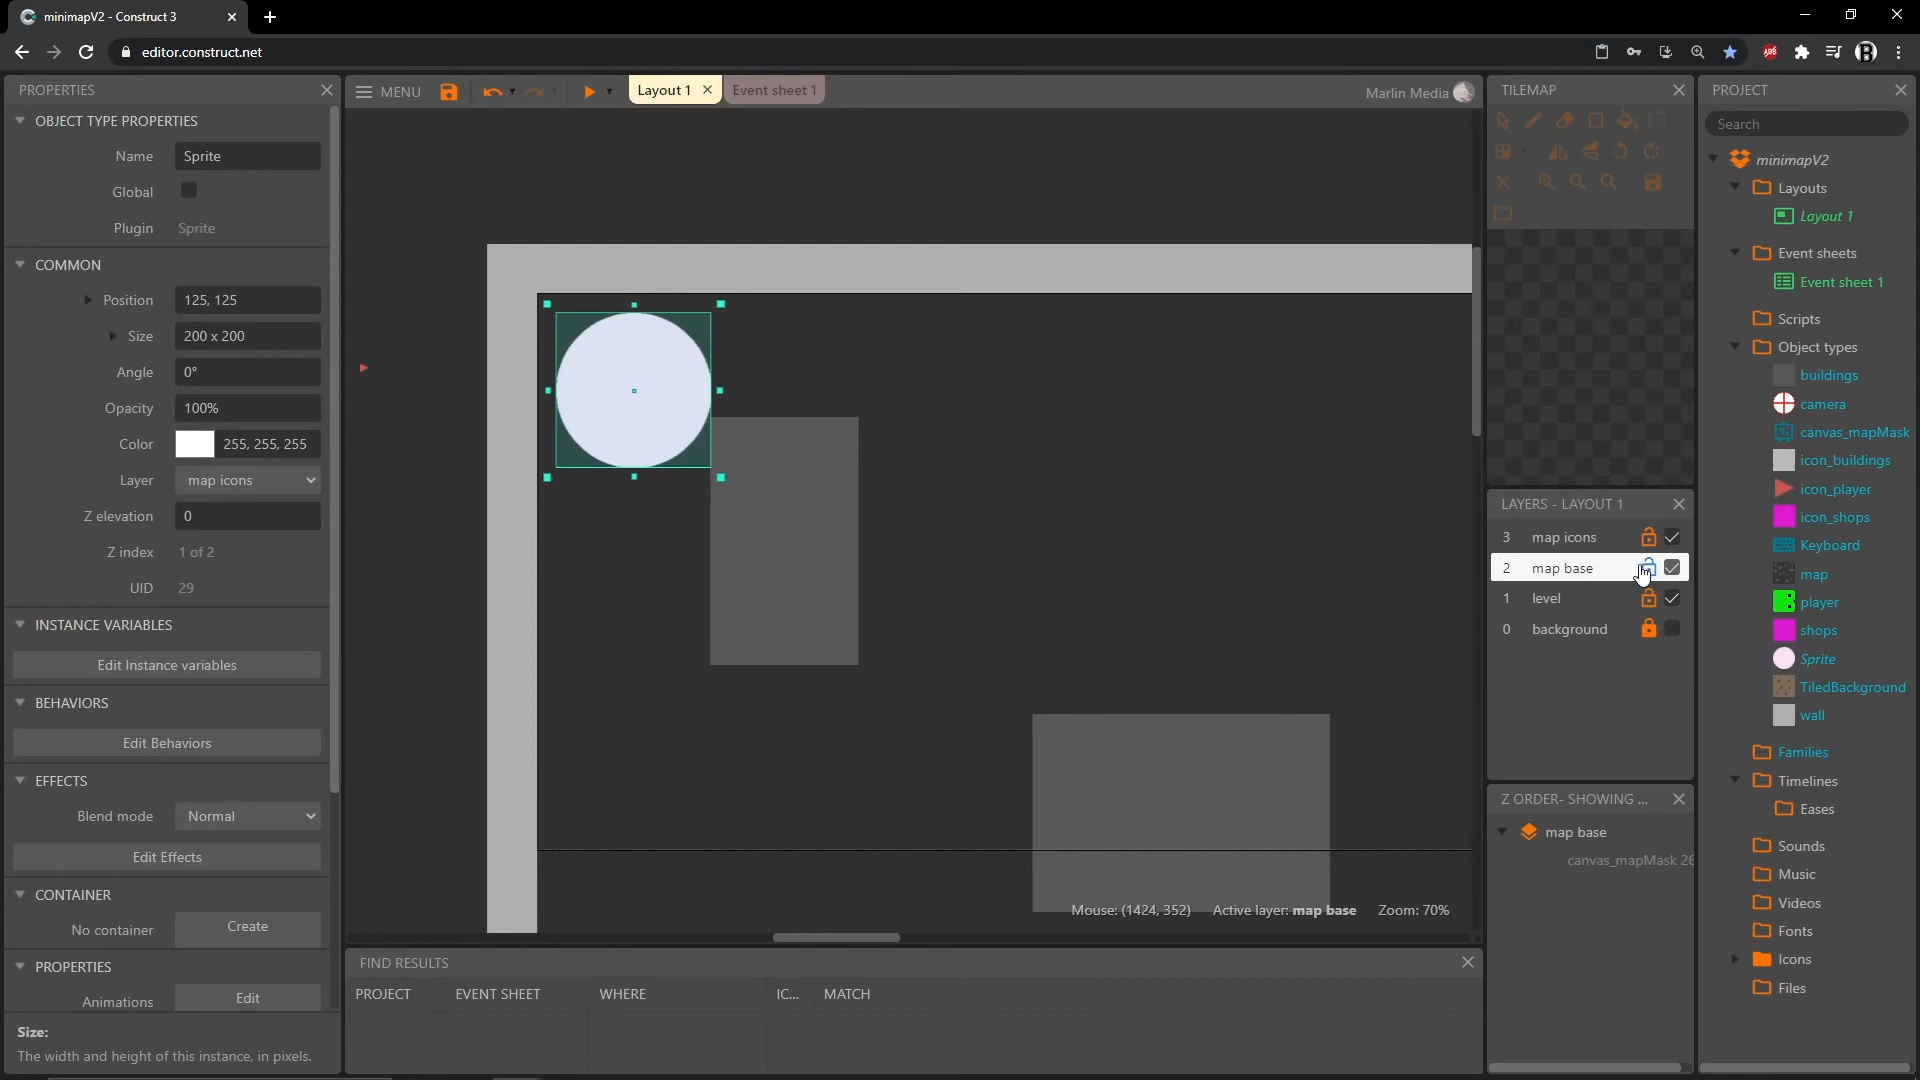 minimapV2 - Construct 3
editor.construct.net
PROPERTIES
OBJECT TYPE PROPERTIES
Name Sprite
Global
Plugin Sprite
COMMON
Position 125, 125
Size 200 x 200
Angle 0°
Opacity 100%
Color 255, 255, 255
Layer map icons
Z elevation 0
Z index 1 of 2
UID 29
INSTANCE VARIABLES
Edit Instance variables
BEHAVIORS
Edit Behaviors
EFFECTS
Blend mode Normal
Edit Effects
CONTAINER
No container Create
PROPERTIES
Animations Edit
Size:
The width and height of this instance, in pixels.
MENU
Layout 1
Event sheet 1
Marlin Media
Mouse: (1424, 352) Active layer: map base Zoom: 70%
FIND RESULTS
PROJECT EVENT SHEET WHERE IC... MATCH
TILEMAP
LAYERS - LAYOUT 1
3 map icons
2 map base
1 level
0 background
Z ORDER- SHOWING ...
map base
canvas_mapMask 26
PROJECT
Search
minimapV2
Layouts
Layout 1
Event sheets
Event sheet 1
Scripts
Object types
buildings
camera
canvas_mapMask
icon_buildings
icon_player
icon_shops
Keyboard
map
player
shops
Sprite
TiledBackground
wall
Families
Timelines
Eases
Sounds
Music
Videos
Fonts
Icons
Files